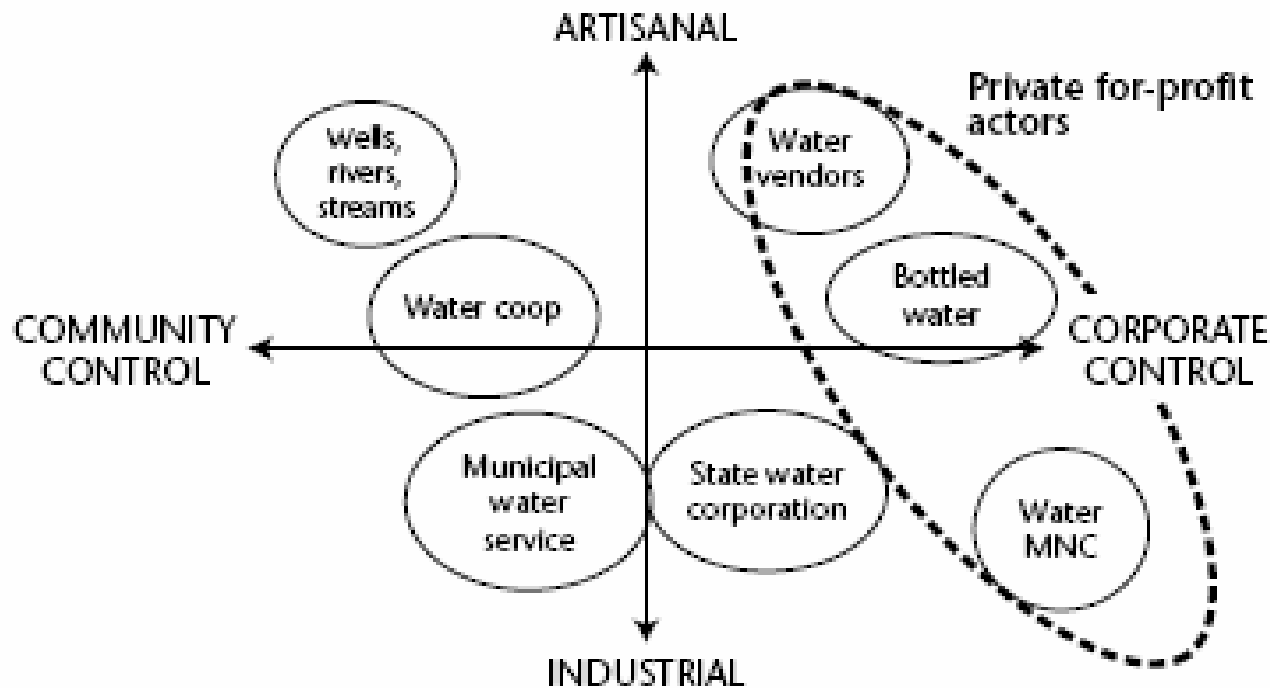 ARTISANAL
Private for-profit
actors
wells,
rivers,
streams
Water
vendors
Water coop
Bottled
water
COMMUNITY
CONTROL
CORPORATE
CONTROL
Municipal
water
service
State water
corporation
Water
MNC
INDUSTRIAL